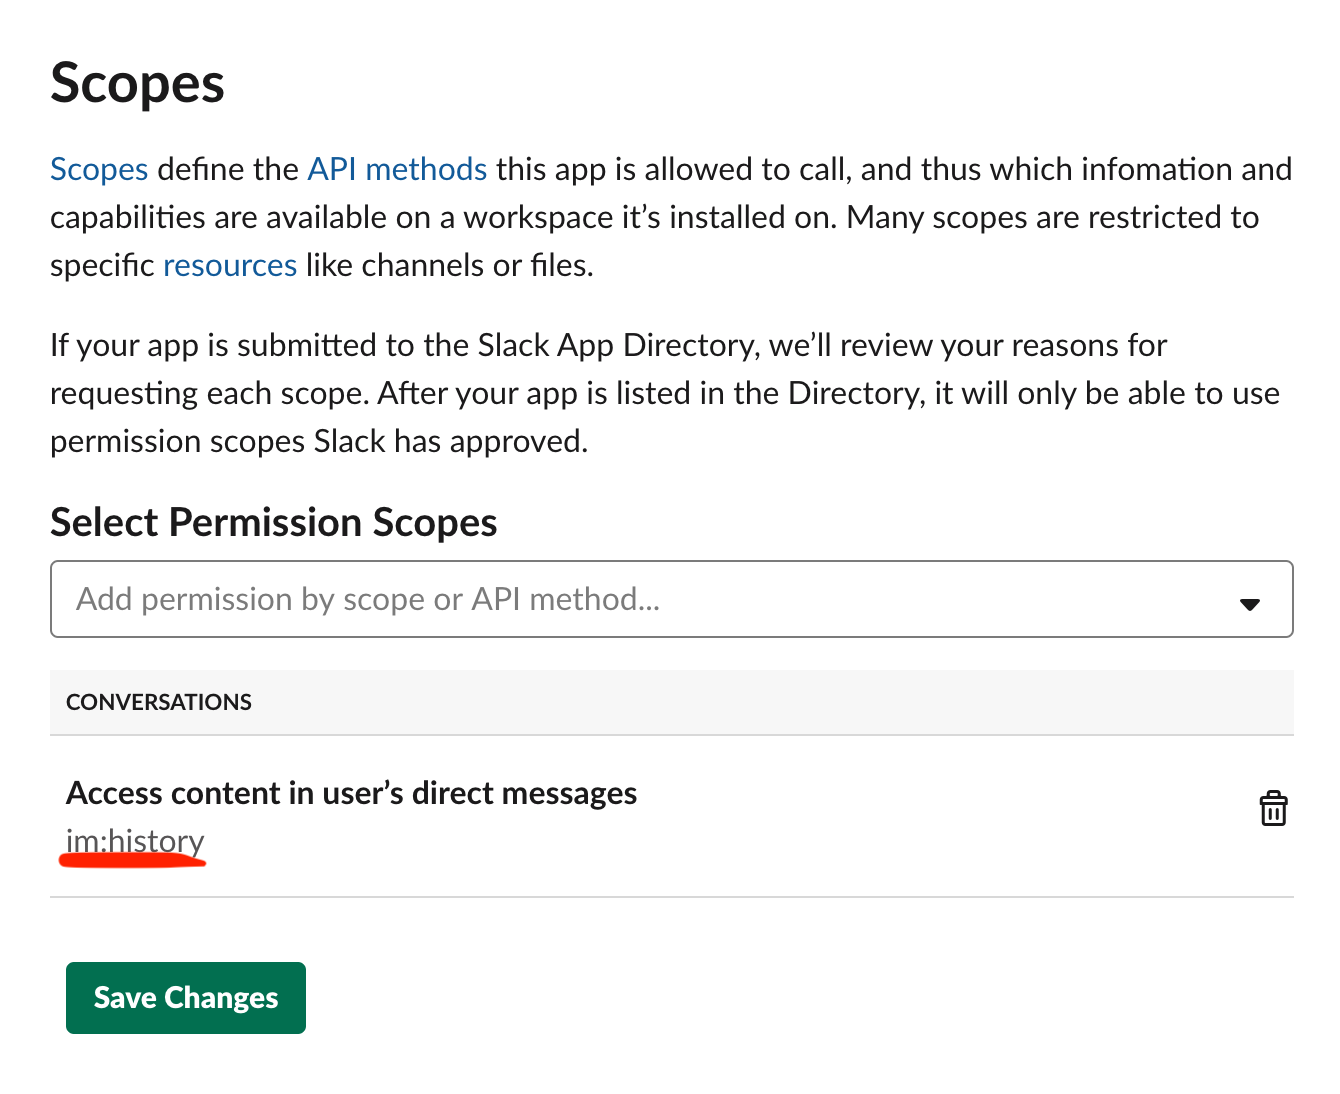 Scopes
Scopes define the API methods this app is allowed to call, and thus which infomation and
capabilities are available on a workspace it’s installed on. Many scopes are restricted to
specific resources like channels or files.
If your app is submitted to the Slack App Directory, we’ll review your reasons for
requesting each scope. After your app is listed in the Directory, it will only be able to use
permission scopes Slack has approved.
Select Permission Scopes
Add permission by scope or API method...
CONVERSATIONS
Access content in user’s direct messages
im:history
Save Changes